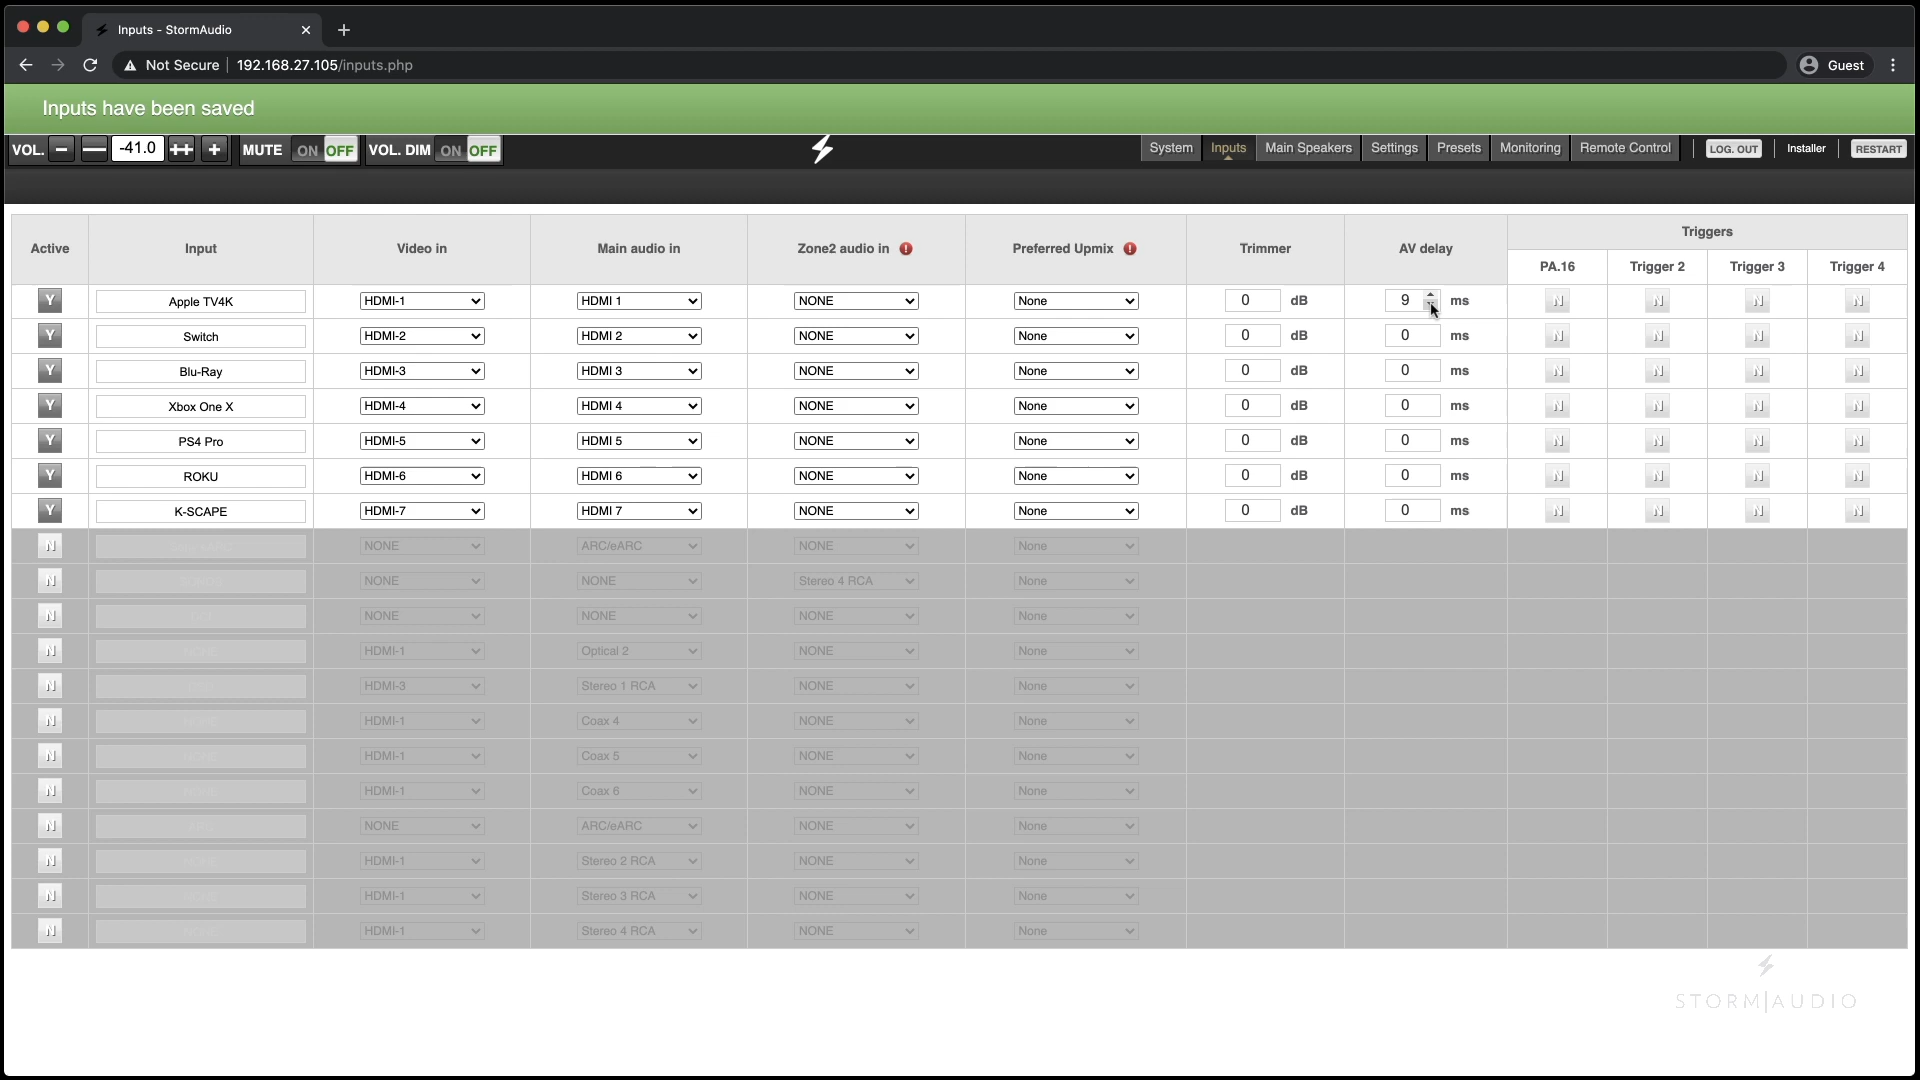 Inputs - StormAudio
Not Secure 192.168.27.105/inputs.php Guest
Inputs have been saved
VOL. -41.0 MUTE ON OFF VOL. DIM ON OFF System Inputs Main Speakers Settings Presets Monitoring Remote Control LOG. OUT Installer RESTART
Active Input Video in Main audio in Zone2 audio in Preferred Upmix Trimmer AV delay Triggers
PA.16 Trigger 2 Trigger 3 Trigger 4
Y Apple TV4K HDMI-1 HDMI 1 NONE None 0 dB 9 ms N N N N
Y Switch HDMI-2 HDMI 2 NONE None 0 dB 0 ms N N N N
Y Blu-Ray HDMI-3 HDMI 3 NONE None 0 dB 0 ms N N N N
Y Xbox One X HDMI-4 HDMI 4 NONE None 0 dB 0 ms N N N N
Y PS4 Pro HDMI-5 HDMI 5 NONE None 0 dB 0 ms N N N N
Y ROKU HDMI-6 HDMI 6 NONE None 0 dB 0 ms N N N N
Y K-SCAPE HDMI-7 HDMI 7 NONE None 0 dB 0 ms N N N N
N NONE ARC/eARC NONE None
N NONE NONE Stereo 4 RCA None
N NONE NONE NONE None
N HDMI-1 Optical 2 NONE None
N HDMI-3 Stereo 1 RCA NONE None
N HDMI-1 Coax 4 NONE None
N HDMI-1 Coax 5 NONE None
N HDMI-1 Coax 6 NONE None
N NONE ARC/eARC NONE None
N HDMI-1 Stereo 2 RCA NONE None
N HDMI-1 Stereo 3 RCA NONE None
N HDMI-1 Stereo 4 RCA NONE None
STORM|AUDIO